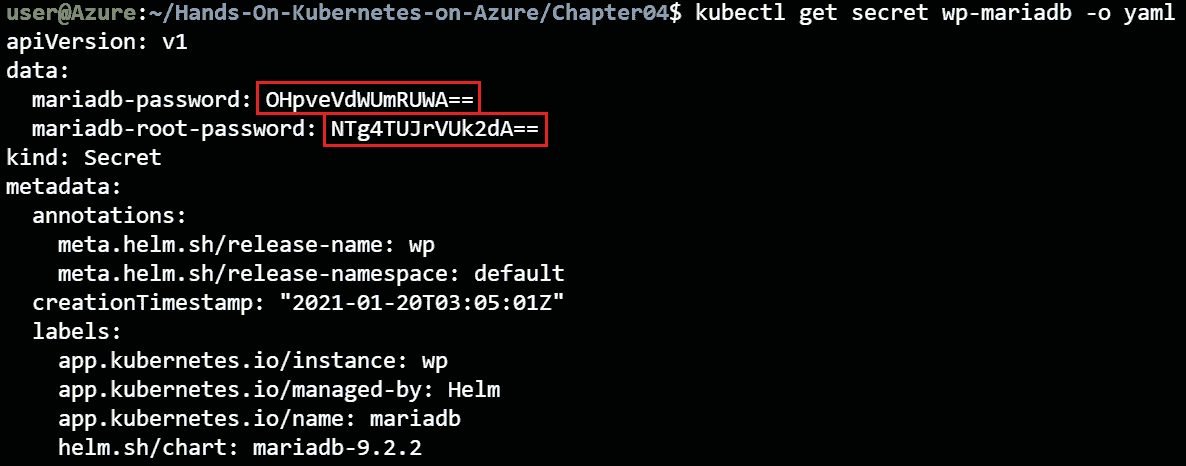 user@Azure:~/Hands-On-Kubernetes-on-Azure/Chapter04$ kubectl get secret wp-mariadb -o yaml
apiVersion: v1
data:
  mariadb-password: OHpveVdWUmRUWA==
  mariadb-root-password: NTg4TUJrVUk2dA==
kind: Secret
metadata:
  annotations:
    meta.helm.sh/release-name: wp
    meta.helm.sh/release-namespace: default
  creationTimestamp: "2021-01-20T03:05:01Z"
  labels:
    app.kubernetes.io/instance: wp
    app.kubernetes.io/managed-by: Helm
    app.kubernetes.io/name: mariadb
    helm.sh/chart: mariadb-9.2.2